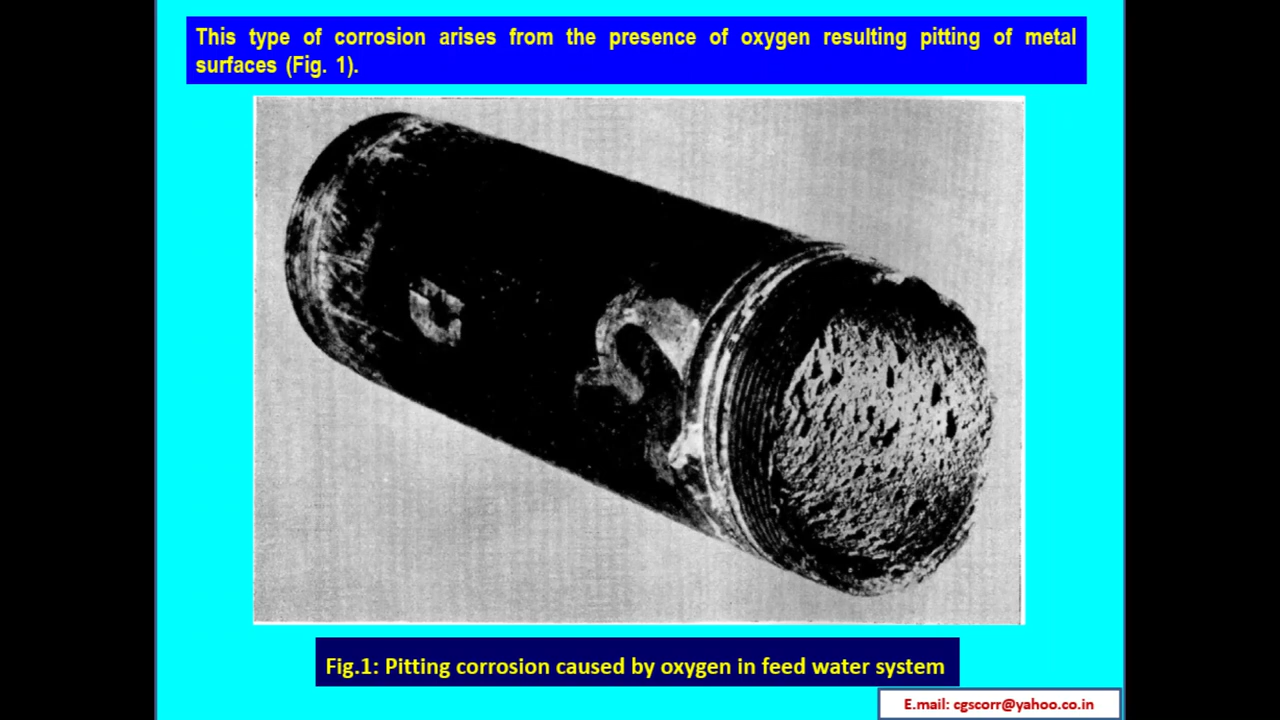 This type of corrosion arises from the presence of oxygen resulting pitting of metal
surfaces (Fig. 1).
Fig.1: Pitting corrosion caused by oxygen in feed water system
E.mail: cgscorr@yahoo.co.in